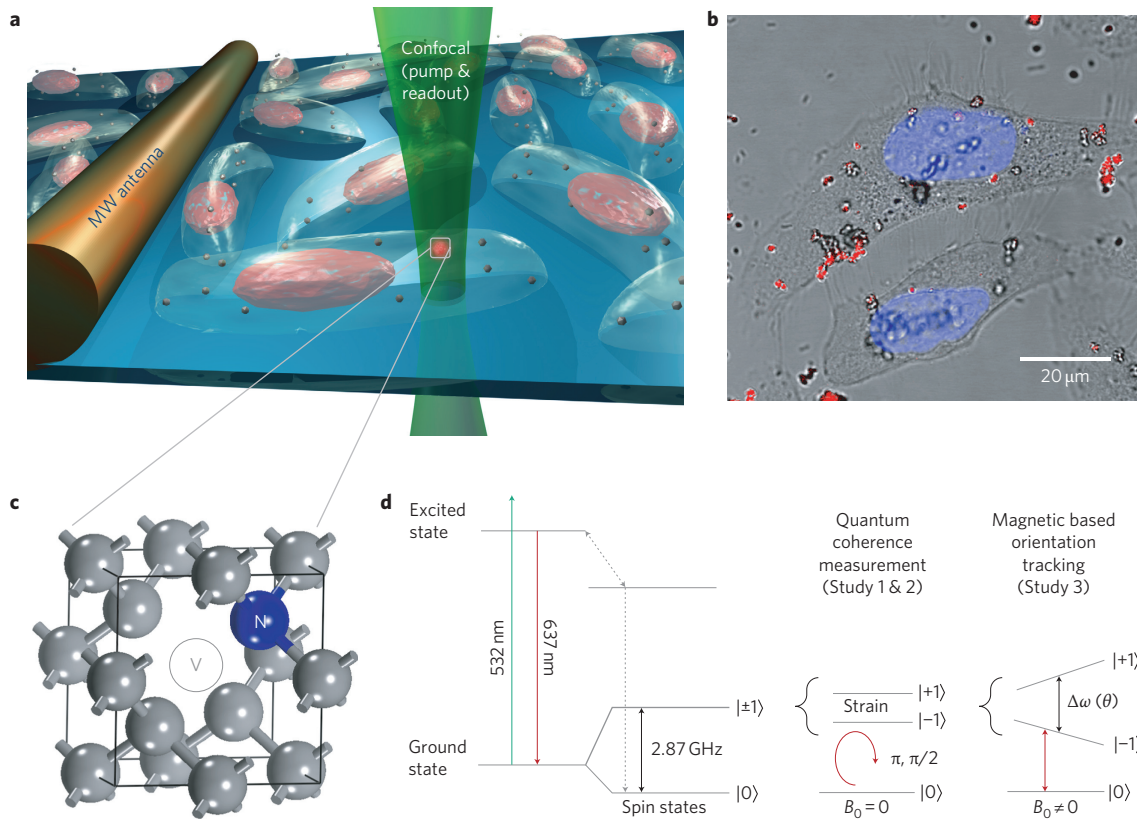 a
Confocal
(pump &
readout)
MW antenna
b
20 μm
c
N
V
d
Excited
state
532 nm
637 nm
Ground
state
|±1⟩
2.87 GHz
|0⟩
Spin states
Quantum
coherence
measurement
(Study 1 & 2)
|+1⟩
Strain
|−1⟩
π, π/2
|0⟩
B₀ = 0
Magnetic based
orientation
tracking
(Study 3)
|+1⟩
Δω (θ)
|−1⟩
|0⟩
B₀ ≠ 0